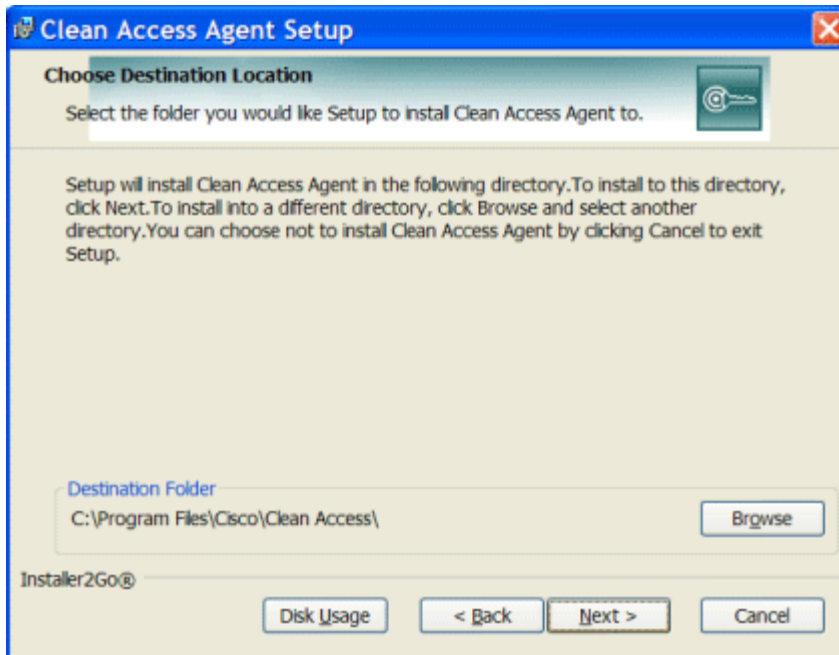 Clean Access Agent Setup
Choose Destination Location
Select the folder you would like Setup to install Clean Access Agent to.
Setup will install Clean Access Agent in the following directory.To install to this directory,
click Next.To install into a different directory, click Browse and select another
directory.You can choose not to install Clean Access Agent by clicking Cancel to exit
Setup.
Destination Folder
C:\Program Files\Cisco\Clean Access\
Browse
Installer2Go®
Disk Usage
< Back
Next >
Cancel